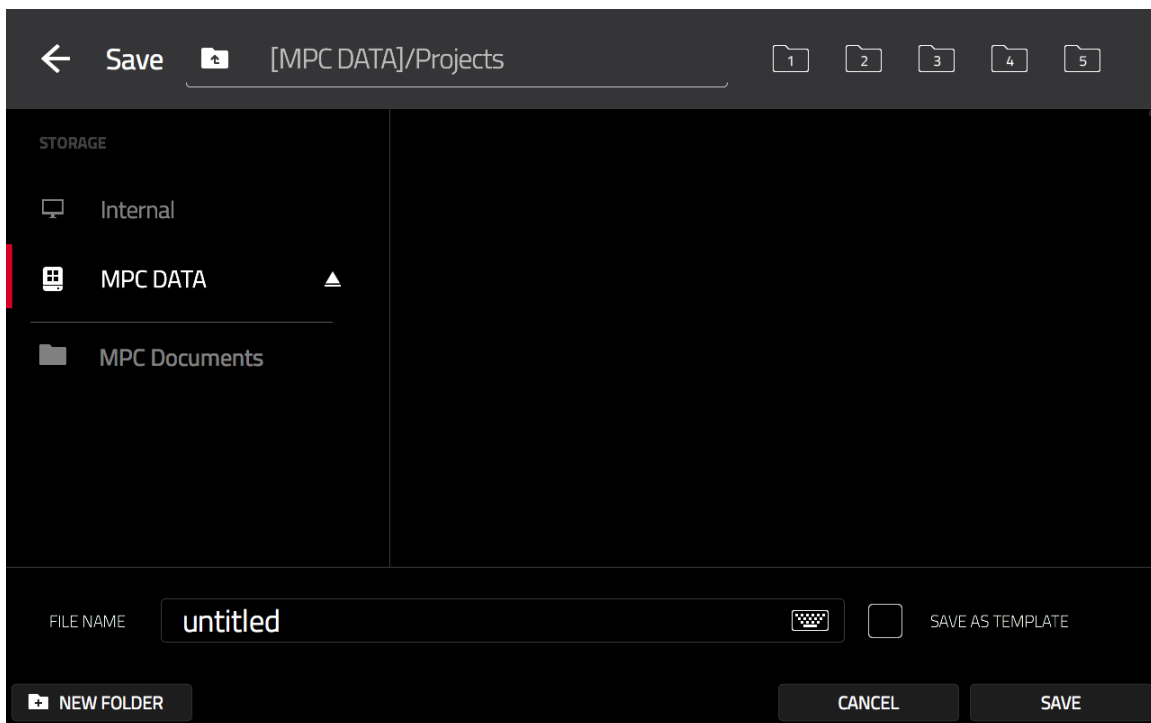 Save [MPC DATA]/Projects 1 2 3 4 5
STORAGE
Internal
MPC DATA
MPC Documents
FILE NAME untitled SAVE AS TEMPLATE
NEW FOLDER CANCEL SAVE